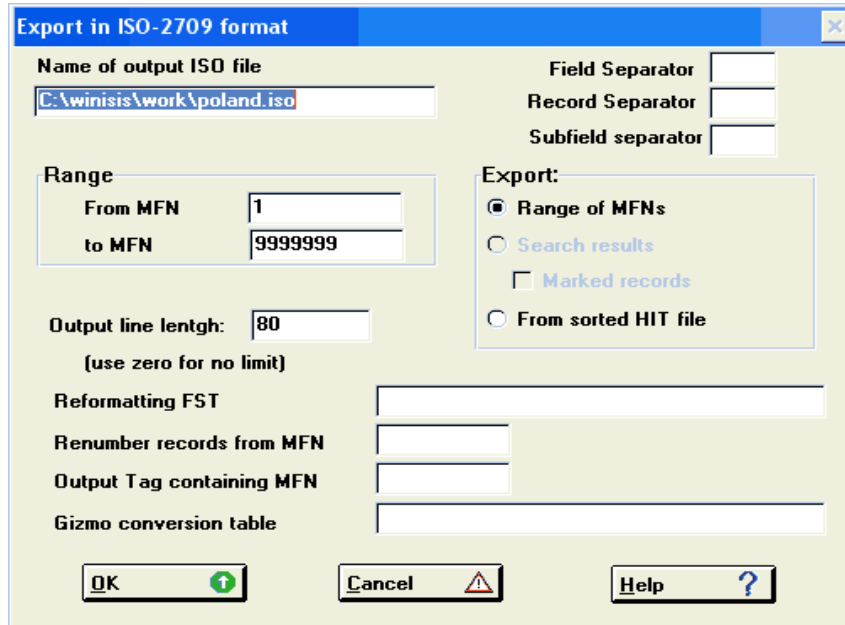 Export in ISO-2709 format
Name of output ISO file
C:\winisis\work\poland.iso
Field Separator
Record Separator
Subfield separator
Range
From MFN 1
to MFN 9999999
Export:
Range of MFNs
Search results
Marked records
From sorted HIT file
Output line lentgh: 80
(use zero for no limit)
Reformatting FST
Renumber records from MFN
Output Tag containing MFN
Gizmo conversion table
OK
Cancel
Help ?